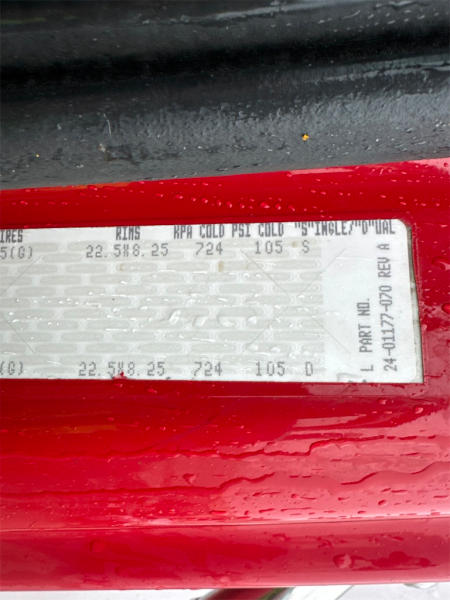 IRES RIMS KPA COLD PSI COLD "S"INGLE/"D"UAL
5(G) 22.5X8.25 724 105 S
(G) 22.5X8.25 724 105 D
L PART NO.
24-01177-070 REV A